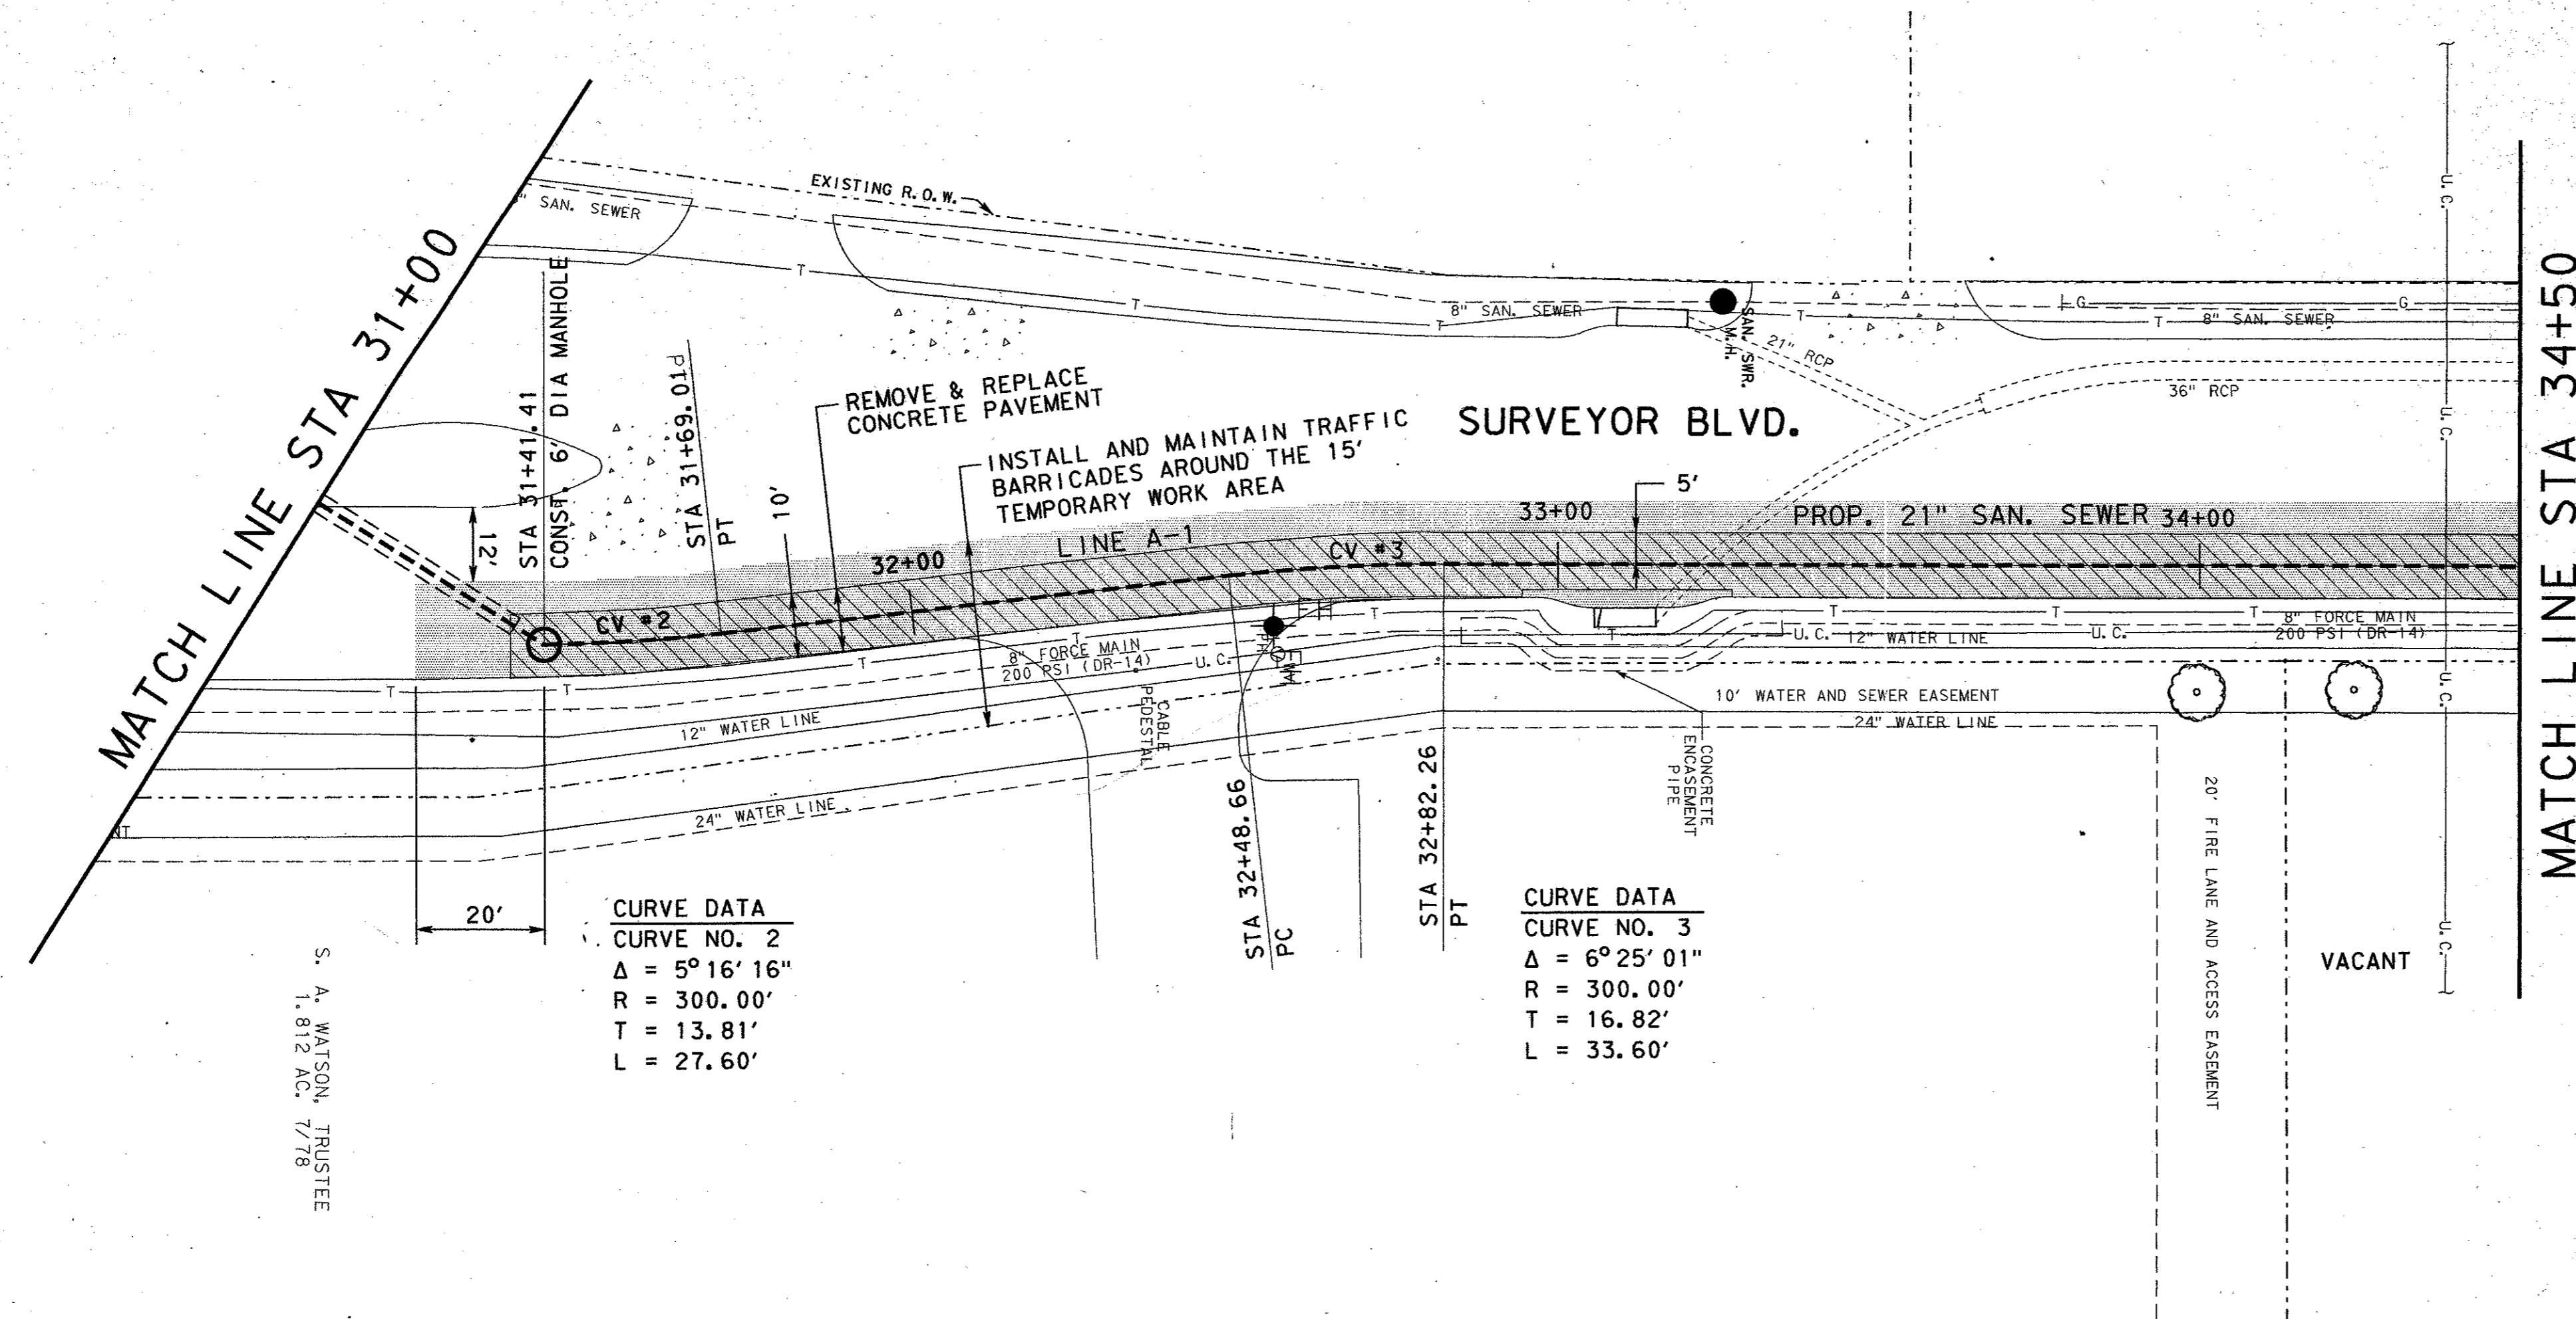 MATCH LINE STA 31+00
EXISTING R.O.W.
" SAN. SEWER
T
STA 31+41.41
CONST. 6' DIA MANHOLE
12'
STA 31+69.01
PT
10'
REMOVE & REPLACE
CONCRETE PAVEMENT
INSTALL AND MAINTAIN TRAFFIC
BARRICADES AROUND THE 15'
TEMPORARY WORK AREA
SURVEYOR BLVD.
T
8" SAN. SEWER
T
SAN. SWR.
M.H.
T
21" RCP
G
G
T
8" SAN. SEWER
36" RCP
U.C.
U.C.
U.C.
U.C.
MATCH LINE STA 34+50
5'
CV #2
32+00
LINE A-1
CV #3
33+00
PROP. 21" SAN. SEWER
34+00
T
T
T
T
8" FORCE MAIN
200 PSI (DR-14)
U.C.
FH
WM
T
T
T
T
T
U.C.
12" WATER LINE
U.C.
8" FORCE MAIN
200 PSI (DR-14)
12" WATER LINE
CABLE
PEDESTAL
10' WATER AND SEWER EASEMENT
24" WATER LINE
24" WATER LINE
NT
CONCRETE
ENCASEMENT
PIPE
STA 32+48.66
PC
STA 32+82.26
PT
20'
20' FIRE LANE AND ACCESS EASEMENT
VACANT
S. A. WATSON, TRUSTEE
1.812 AC. 7/78
CURVE DATA
CURVE NO. 2
Δ = 5°16'16"
R = 300.00'
T = 13.81'
L = 27.60'
CURVE DATA
CURVE NO. 3
Δ = 6°25'01"
R = 300.00'
T = 16.82'
L = 33.60'